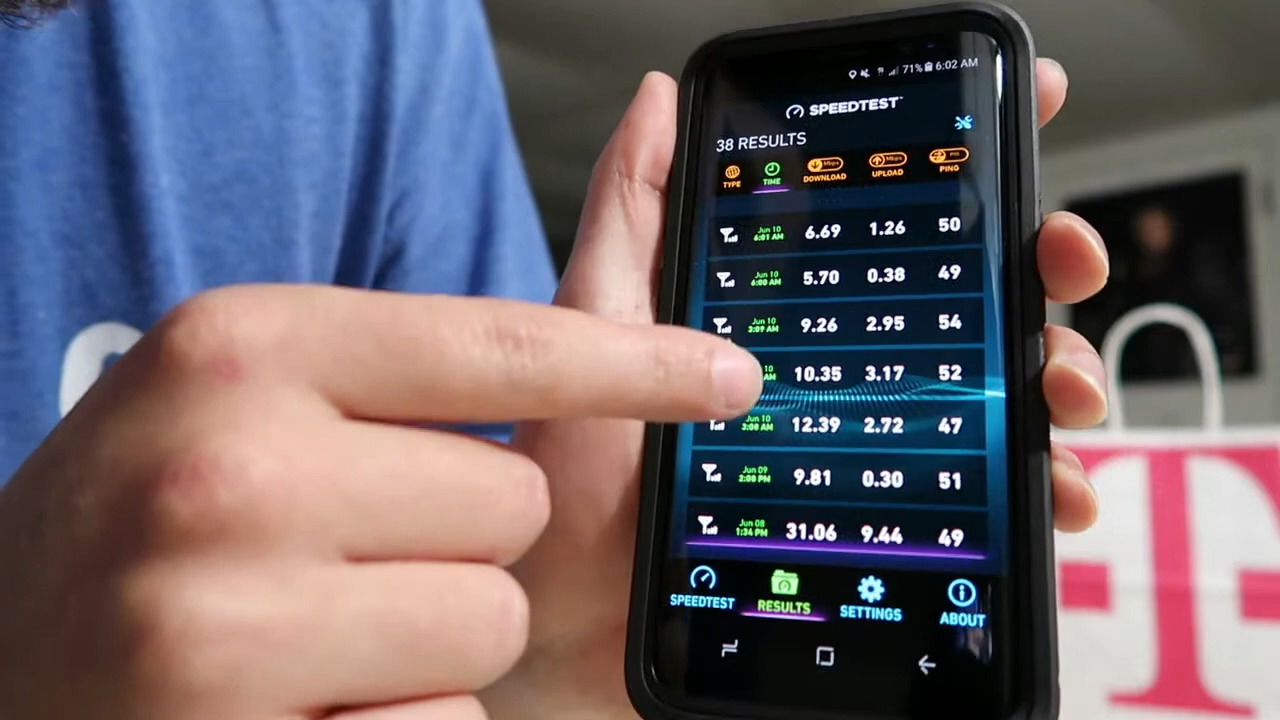 71% 6:02 AM
SPEEDTEST™
38 RESULTS
TYPE TIME Mbps DOWNLOAD Mbps UPLOAD ms PING
Jun 10 6:01 AM 6.69 1.26 50
Jun 10 6:00 AM 5.70 0.38 49
Jun 10 3:09 AM 9.26 2.95 54
10 AM 10.35 3.17 52
Jun 10 3:08 AM 12.39 2.72 47
Jun 09 2:08 PM 9.81 0.30 51
Jun 08 1:34 PM 31.06 9.44 49
SPEEDTEST RESULTS SETTINGS ABOUT
T